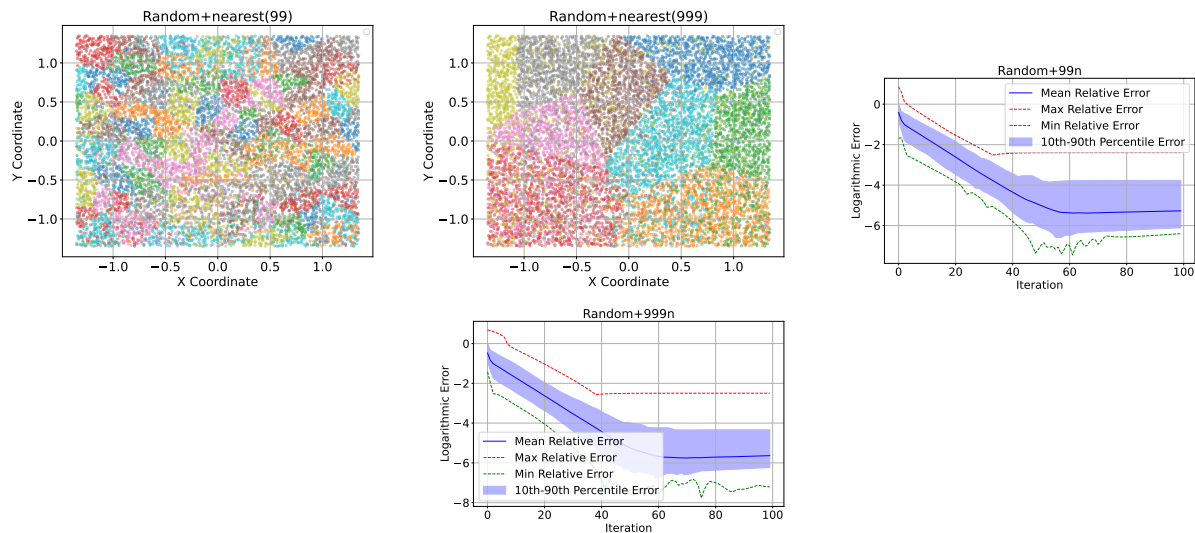 Random+nearest(99)
1.0
0.5
0.0
−0.5
−1.0
Y Coordinate
−1.0 −0.5 0.0 0.5 1.0
X Coordinate
Random+nearest(999)
1.0
0.5
0.0
−0.5
−1.0
Y Coordinate
−1.0 −0.5 0.0 0.5 1.0
X Coordinate
Random+99n
Mean Relative Error
Max Relative Error
Min Relative Error
10th-90th Percentile Error
0
−2
−4
−6
Logarithmic Error
0 20 40 60 80 100
Iteration
Random+999n
0
−2
−4
−6
−8
Logarithmic Error
Mean Relative Error
Max Relative Error
Min Relative Error
10th-90th Percentile Error
0 20 40 60 80 100
Iteration